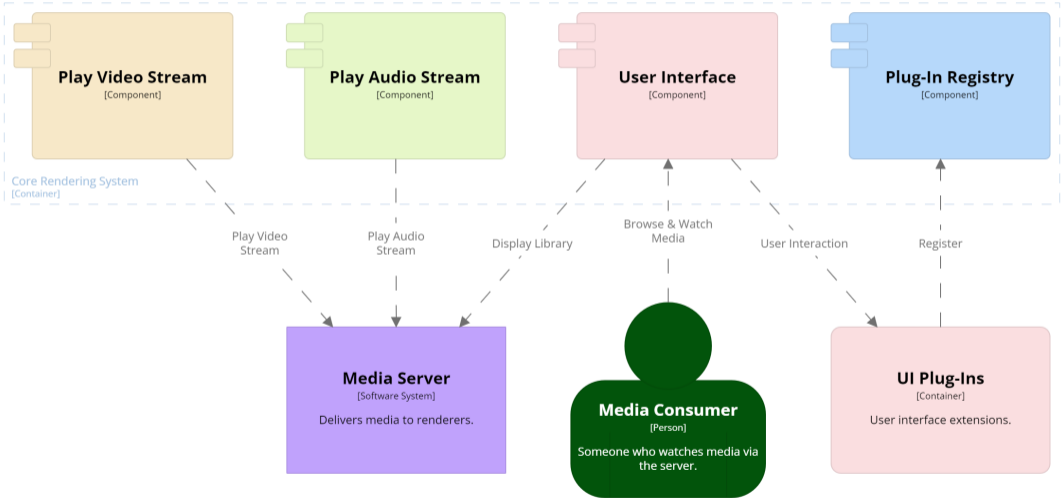 Play Video Stream
[Component]
Play Audio Stream
[Component]
User Interface
[Component]
Plug-In Registry
[Component]
Core Rendering System
[Container]
Play Video
Stream
Play Audio
Stream
Display Library
Browse & Watch
Media
User Interaction
Register
Media Server
[Software System]
Delivers media to renderers.
Media Consumer
[Person]
Someone who watches media via
the server.
UI Plug-Ins
[Container]
User interface extensions.